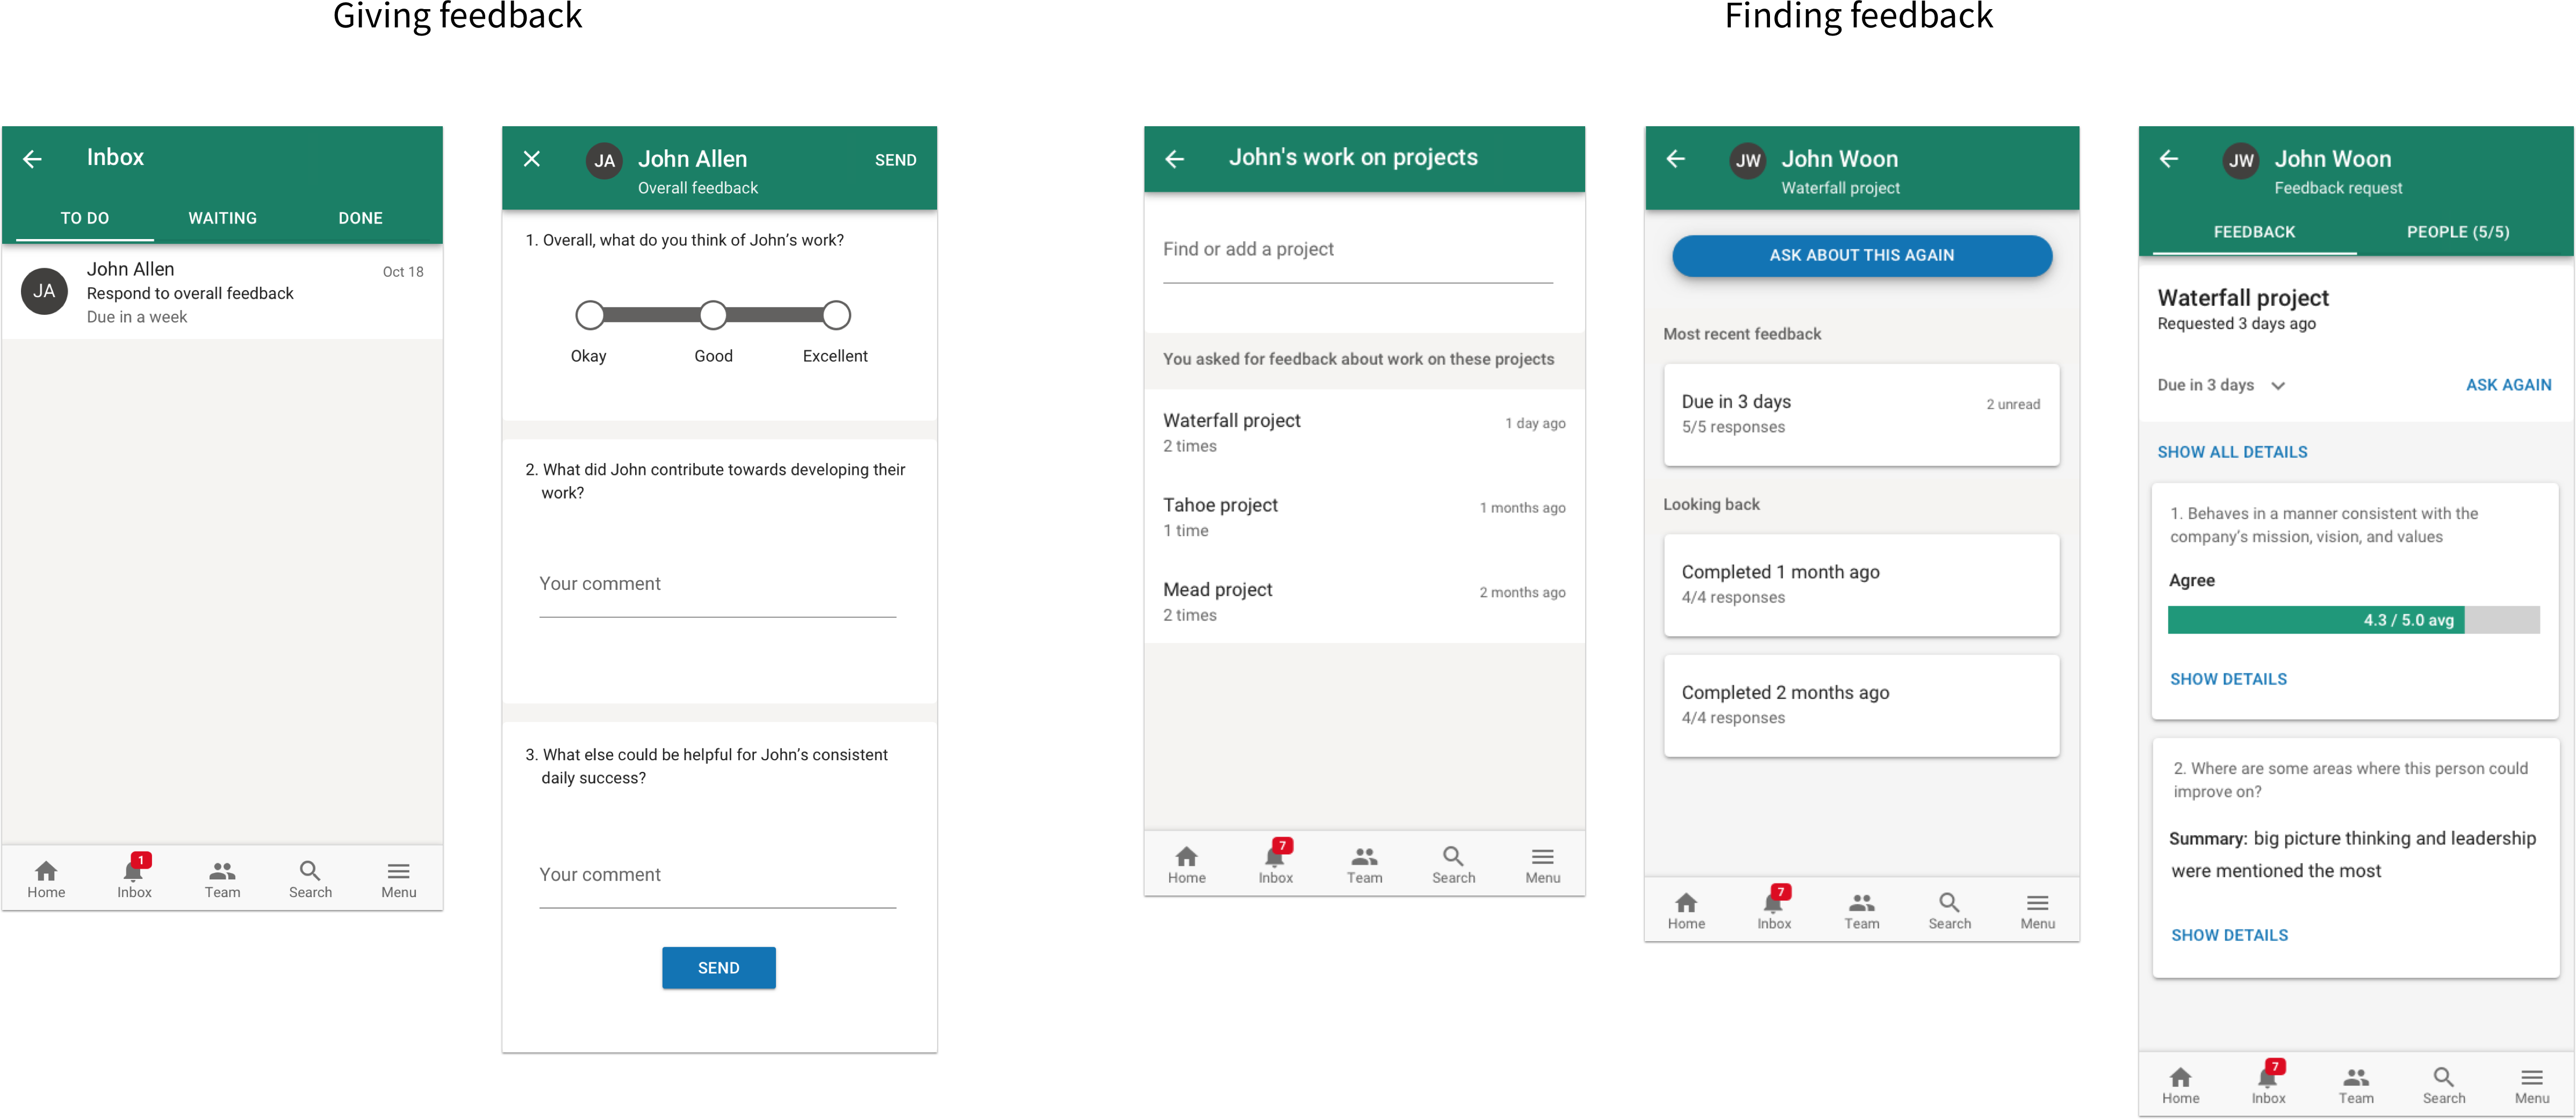 Giving feedback
Finding feedback
Inbox
TO DO WAITING DONE
JA
John Allen
Oct 18
Respond to overall feedback
Due in a week
1
Home Inbox Team Search Menu
JA
John Allen
SEND
Overall feedback
1. Overall, what do you think of John’s work?
Okay Good Excellent
2. What did John contribute towards developing their
work?
Your comment
3. What else could be helpful for John’s consistent
daily success?
Your comment
SEND
John's work on projects
Find or add a project
You asked for feedback about work on these projects
Waterfall project
1 day ago
2 times
Tahoe project
1 months ago
1 time
Mead project
2 months ago
2 times
7
Home Inbox Team Search Menu
JW
John Woon
Waterfall project
ASK ABOUT THIS AGAIN
Most recent feedback
Due in 3 days
2 unread
5/5 responses
Looking back
Completed 1 month ago
4/4 responses
Completed 2 months ago
4/4 responses
7
Home Inbox Team Search Menu
JW
John Woon
Feedback request
FEEDBACK PEOPLE (5/5)
Waterfall project
Requested 3 days ago
Due in 3 days
ASK AGAIN
SHOW ALL DETAILS
1. Behaves in a manner consistent with the
company’s mission, vision, and values
Agree
4.3 / 5.0 avg
SHOW DETAILS
2. Where are some areas where this person could
improve on?
Summary: big picture thinking and leadership
were mentioned the most
SHOW DETAILS
7
Home Inbox Team Search Menu